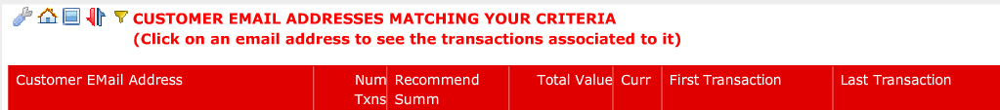 CUSTOMER EMAIL ADDRESSES MATCHING YOUR CRITERIA
(Click on an email address to see the transactions associated to it)
Customer EMail Address Num Recommend Total Value Curr First Transaction Last Transaction
Txns Summ